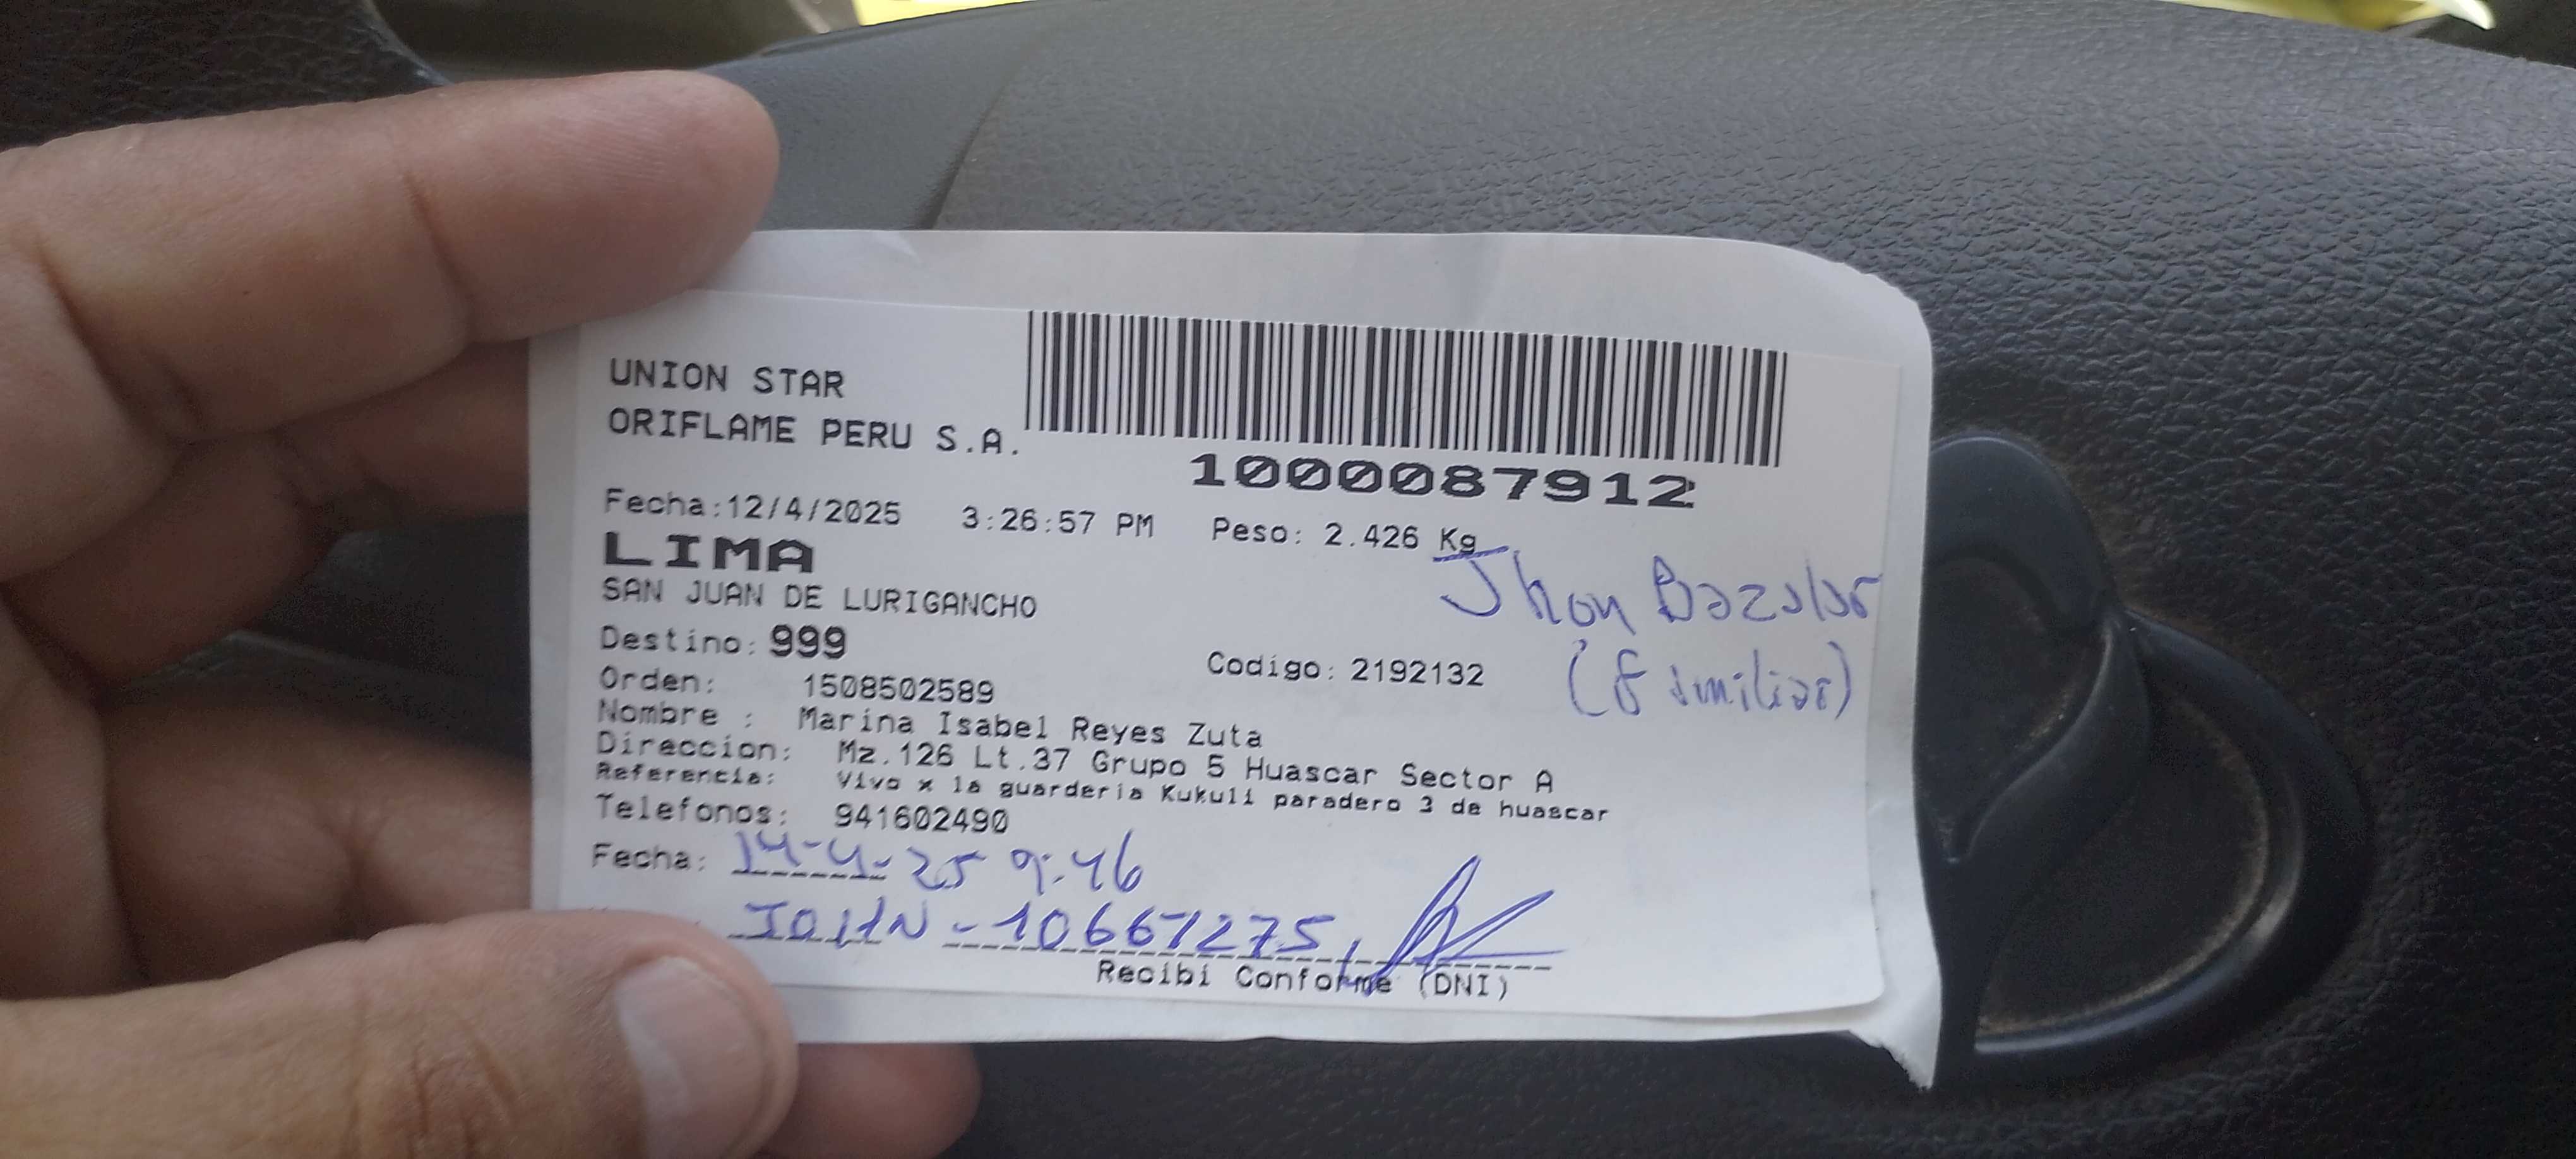 UNION STAR
ORIFLAME PERU S.A.
1000087912
Fecha:12/4/2025 3:26:57 PM Peso: 2.426 Kg
LIMA
SAN JUAN DE LURIGANCHO
Jhon Bazalar
(familiar)
Destino: 999
Codigo: 2192132
Orden: 1508502589
Nombre : Marina Isabel Reyes Zuta
Direccion: Mz.126 Lt.37 Grupo 5 Huascar Sector A
Referencia: Vivo x la guarderia Kukuli paradero 3 de huascar
Telefonos: 941602490
Fecha: 14-4-25 9:46
JOHN - 10667275
Recibi Conforme (DNI)